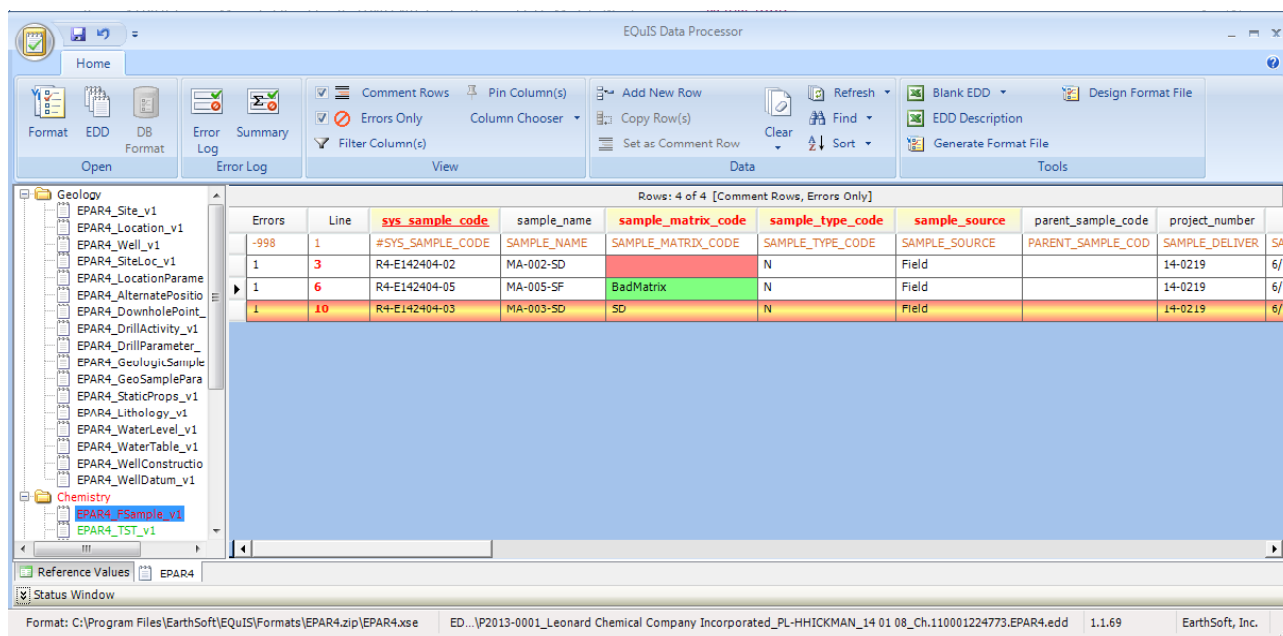 EQuIS Data Processor
Home
Format
EDD
DB Format
Open
Error Log
Summary
Error Log
Comment Rows
Pin Column(s)
Errors Only
Column Chooser
Filter Column(s)
View
Add New Row
Copy Row(s)
Set as Comment Row
Clear
Refresh
Find
Sort
Data
Blank EDD
EDD Description
Generate Format File
Design Format File
Tools
Geology
EPAR4_Site_v1
EPAR4_Location_v1
EPAR4_Well_v1
EPAR4_SiteLoc_v1
EPAR4_LocationParame
EPAR4_AlternatePositio
EPAR4_DownholePoint_
EPAR4_DrillActivity_v1
EPAR4_DrillParameter_
EPAR4_GeologicSample
EPAR4_GeoSamplePara
EPAR4_StaticProps_v1
EPAR4_Lithology_v1
EPAR4_WaterLevel_v1
EPAR4_WaterTable_v1
EPAR4_WellConstructio
EPAR4_WellDatum_v1
Chemistry
EPAR4_FSample_v1
EPAR4_TST_v1
Rows: 4 of 4 [Comment Rows, Errors Only]
Errors Line sys_sample_code sample_name sample_matrix_code sample_type_code sample_source parent_sample_code project_number
-998 1 #SYS_SAMPLE_CODE SAMPLE_NAME SAMPLE_MATRIX_CODE SAMPLE_TYPE_CODE SAMPLE_SOURCE PARENT_SAMPLE_COD SAMPLE_DELIVER SA
1 3 R4-E142404-02 MA-002-SD N Field 14-0219 6/
1 6 R4-E142404-05 MA-005-SF BadMatrix N Field 14-0219 6/
1 10 R4-E142404-03 MA-003-SD SD N Field 14-0219 6/
Reference Values EPAR4
Status Window
Format: C:\Program Files\EarthSoft\EQuIS\Formats\EPAR4.zip\EPAR4.xse ED...\P2013-0001_Leonard Chemical Company Incorporated_PL-HHICKMAN_14 01 08_Ch.110001224773.EPAR4.edd 1.1.69 EarthSoft, Inc.